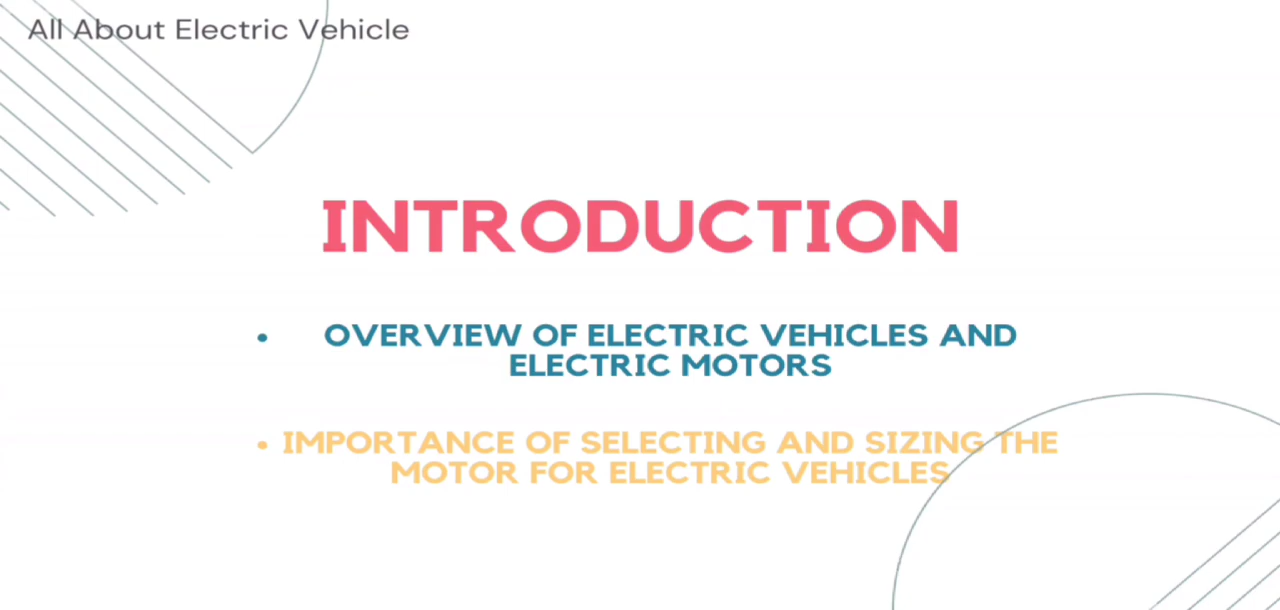 All About Electric Vehicle
INTRODUCTION
• OVERVIEW OF ELECTRIC VEHICLES AND
ELECTRIC MOTORS
• IMPORTANCE OF SELECTING AND SIZING THE
MOTOR FOR ELECTRIC VEHICLES